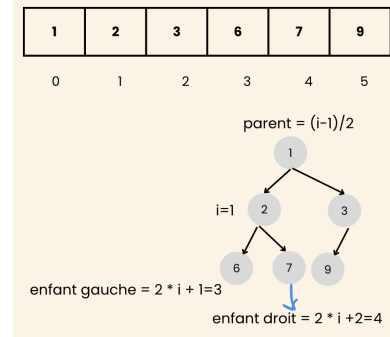 1 2 3 6 7 9
0 1 2 3 4 5
parent = (i-1)/2
1
i=1 2 3
6 7 9
enfant gauche = 2 * i + 1=3
enfant droit = 2 * i +2=4